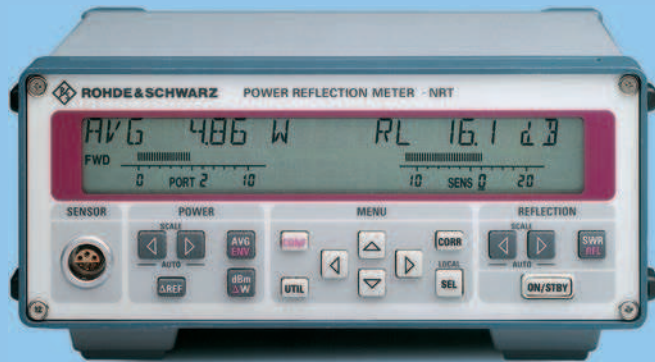 ROHDE&SCHWARZ POWER REFLECTION METER - NRT
AVG 4.86 W RL 16.1 dB
FWD
0 PORT 2 10 10 SENS 0 20
SENSOR POWER MENU REFLECTION
SCALE SCALE
AVG
ENV
CORR
SWR
RFL
AUTO AUTO
LOCAL
ΔREF
dBm
ΔW
UTIL
SEL
ON/STBY